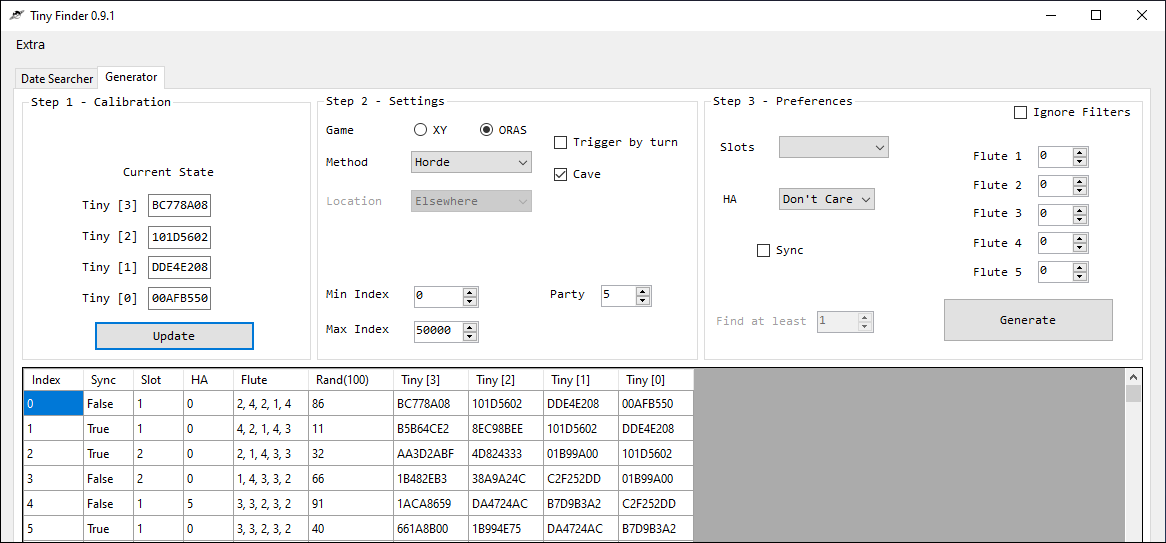 Tiny Finder 0.9.1
Extra
Date Searcher Generator
Step 1 - Calibration
Current State
Tiny [3] BC778A08
Tiny [2] 101D5602
Tiny [1] DDE4E208
Tiny [0] 00AFB550
Update
Step 2 - Settings
Game XY ORAS
Trigger by turn
Method Horde
Cave
Location Elsewhere
Min Index 0 Party 5
Max Index 50000
Step 3 - Preferences
Ignore Filters
Slots
HA Don't Care
Sync
Find at least 1
Flute 1 0
Flute 2 0
Flute 3 0
Flute 4 0
Flute 5 0
Generate
Index Sync Slot HA Flute Rand(100) Tiny [3] Tiny [2] Tiny [1] Tiny [0]
0 False 1 0 2, 4, 2, 1, 4 86 BC778A08 101D5602 DDE4E208 00AFB550
1 True 1 0 4, 2, 1, 4, 3 11 B5B64CE2 8EC98BEE 101D5602 DDE4E208
2 True 2 0 2, 1, 4, 3, 3 32 AA3D2ABF 4D824333 01B99A00 101D5602
3 False 2 0 1, 4, 3, 3, 2 66 1B482EB3 38A9A24C C2F252DD 01B99A00
4 False 1 5 3, 3, 2, 3, 2 91 1ACA8659 DA4724AC B7D9B3A2 C2F252DD
5 True 1 0 3, 3, 2, 3, 2 40 661A8B00 1B994E75 DA4724AC B7D9B3A2